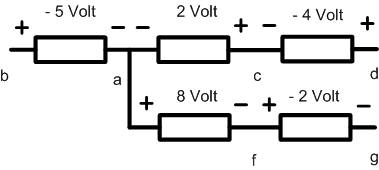 - 5 Volt 2 Volt - 4 Volt
+ − − + − +
b a c d
8 Volt - 2 Volt
+ − + −
f g